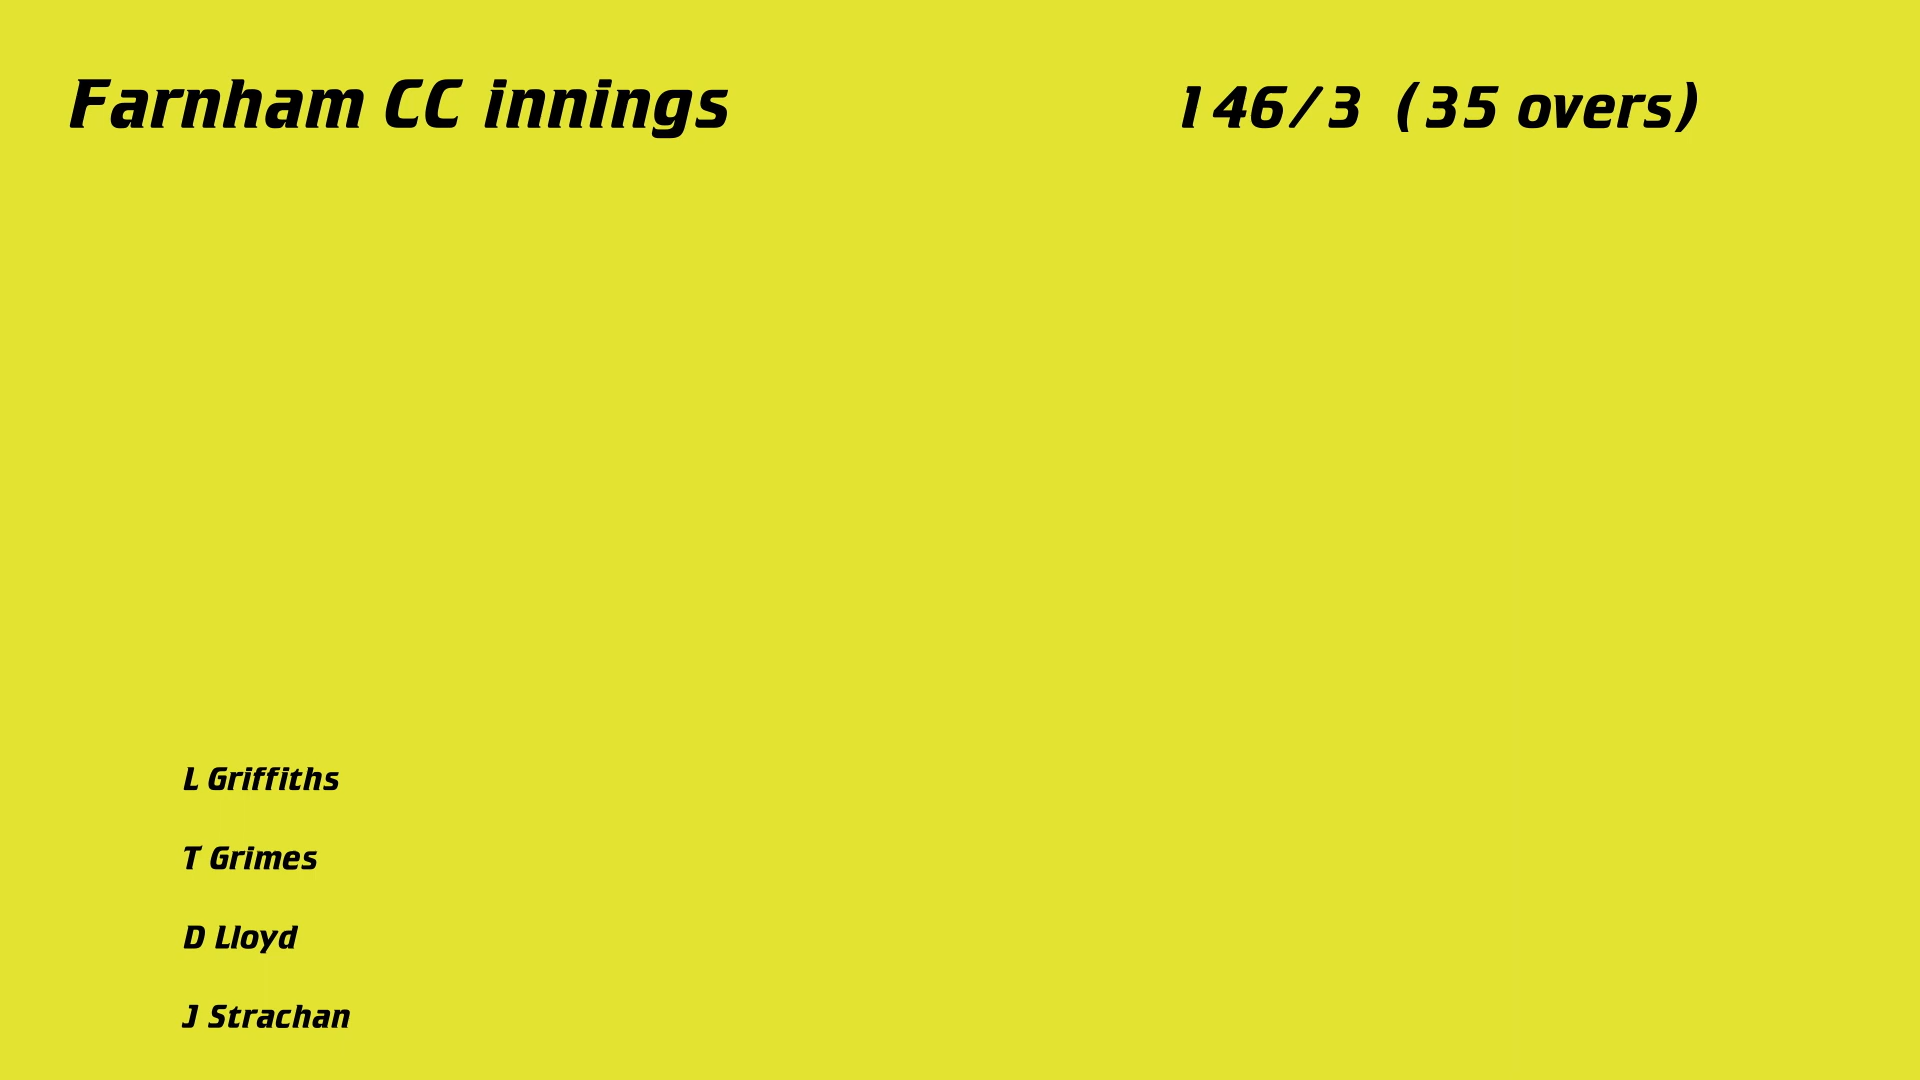 Farnham CC innings
146/3 (35 overs)
L Griffiths
T Grimes
D Lloyd
J Strachan